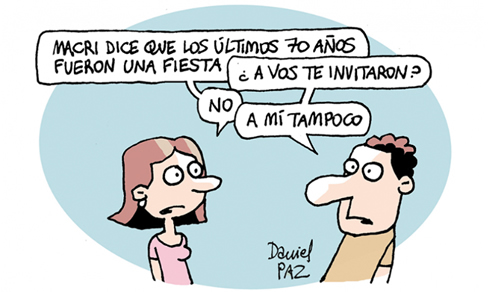 MACRI DICE QUE LOS ÚLTIMOS 70 AÑOS
FUERON UNA FIESTA
¿A VOS TE INVITARON?
NO
A MÍ TAMPOCO
Daniel
PAZ